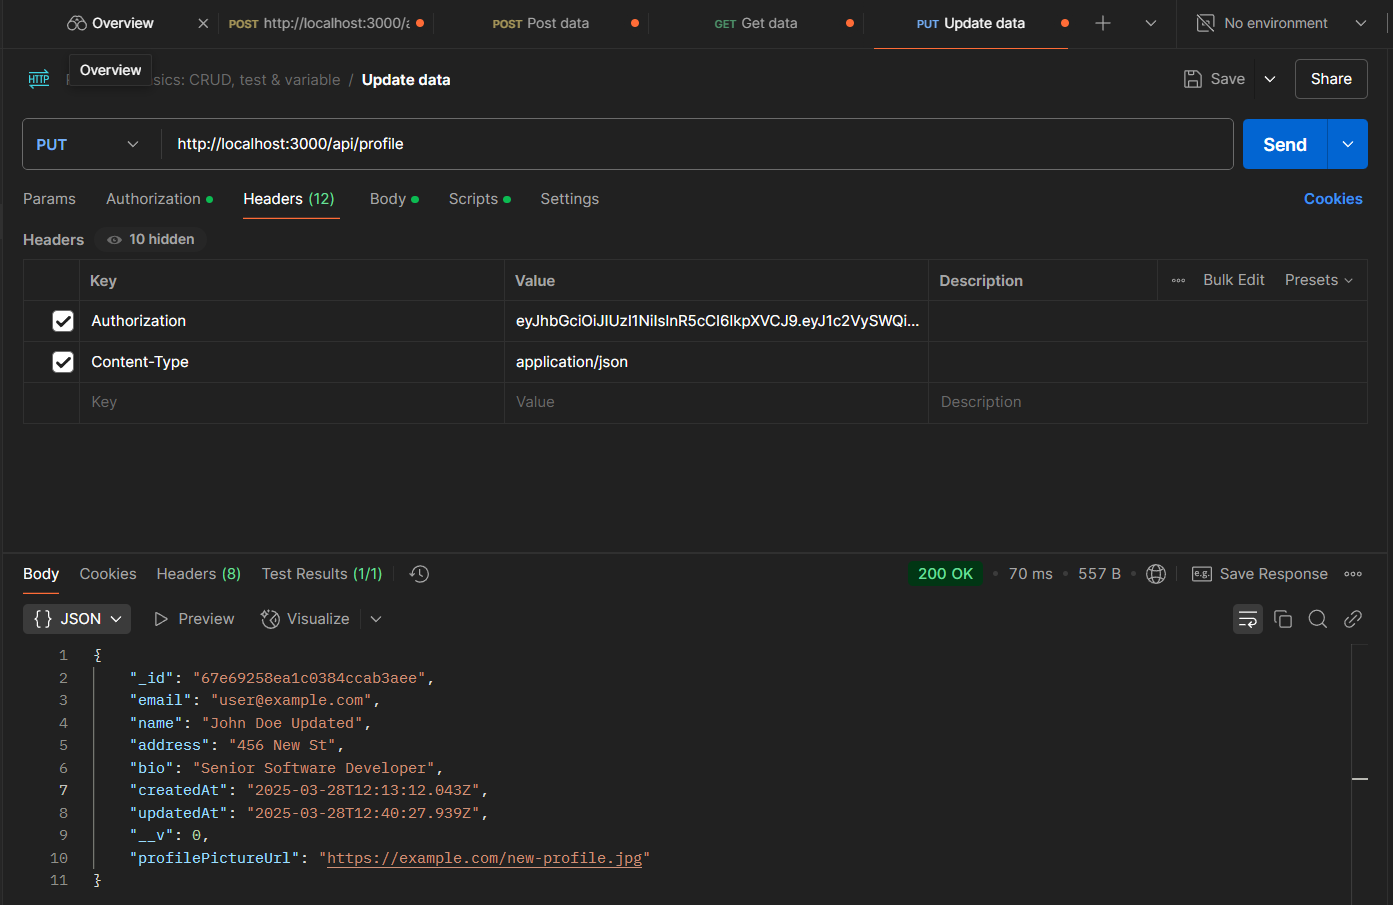 Overview
POST http://localhost:3000/a
POST Post data
GET Get data
PUT Update data
No environment
HTTP
Overview
sics: CRUD, test & variable / Update data
Save
Share
PUT
http://localhost:3000/api/profile
Send
Params
Authorization
Headers (12)
Body
Scripts
Settings
Cookies
Headers
10 hidden
Key
Value
Description
Bulk Edit
Presets
Authorization
eyJhbGciOiJIUzI1NiIsInR5cCI6IkpXVCJ9.eyJ1c2VySWQi...
Content-Type
application/json
Key
Value
Description
Body
Cookies
Headers (8)
Test Results (1/1)
200 OK
70 ms
557 B
e.g.
Save Response
{} JSON
Preview
Visualize
1 {
2 "_id": "67e69258ea1c0384ccab3aee",
3 "email": "user@example.com",
4 "name": "John Doe Updated",
5 "address": "456 New St",
6 "bio": "Senior Software Developer",
7 "createdAt": "2025-03-28T12:13:12.043Z",
8 "updatedAt": "2025-03-28T12:40:27.939Z",
9 "__v": 0,
10 "profilePictureUrl": "https://example.com/new-profile.jpg"
11 }